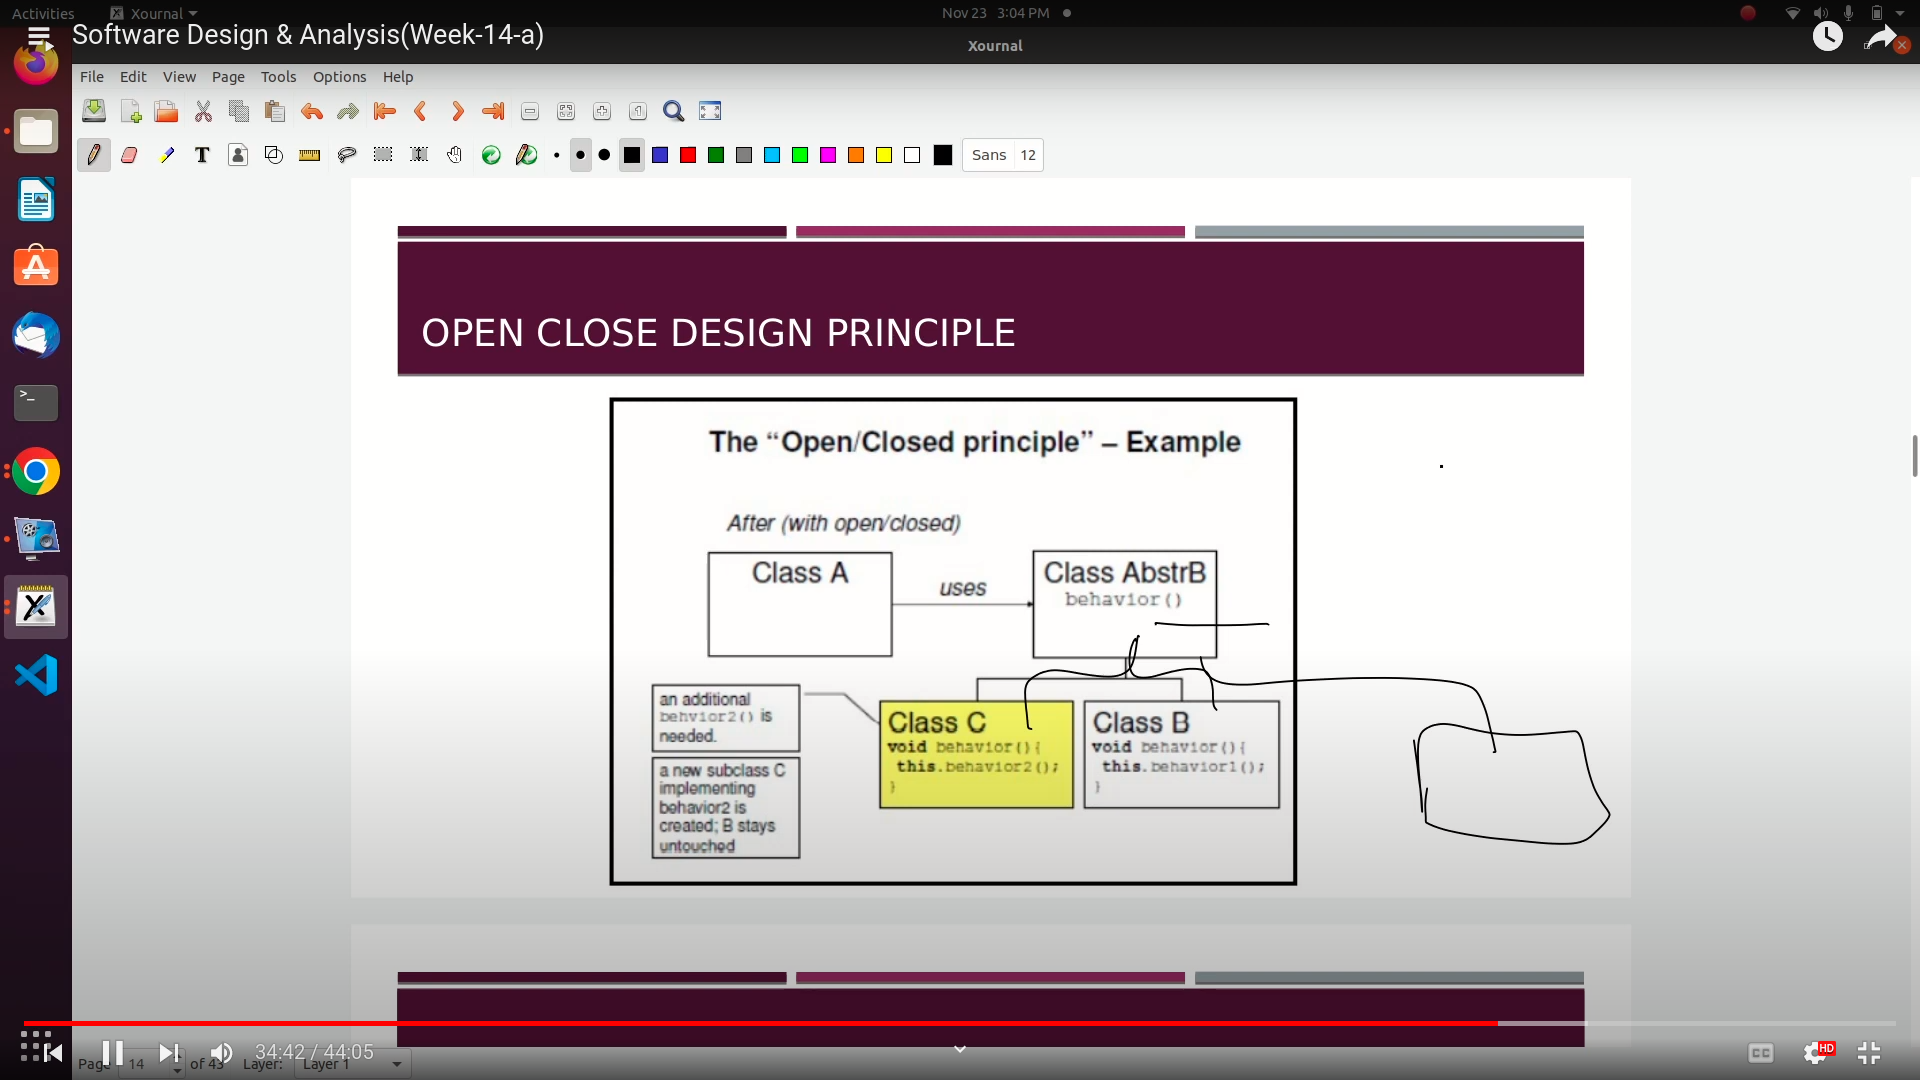 Activities
Xournal
Nov 23 3:04 PM
Software Design & Analysis(Week-14-a)
Xournal
File Edit View Page Tools Options Help
Sans 12
OPEN CLOSE DESIGN PRINCIPLE
The “Open/Closed principle” – Example
After (with open/closed)
Class A
uses
Class AbstrB
behavior()
an additional
behvior2() is
needed.
a new subclass C
implementing
behavior2 is
created; B stays
untouched
Class C
void behavior(){
this.behavior2();
}
Class B
void behavior(){
this.behavior1();
}
34:42 / 44:05
CC
HD
Page 14 of 43 Layer: Layer 1